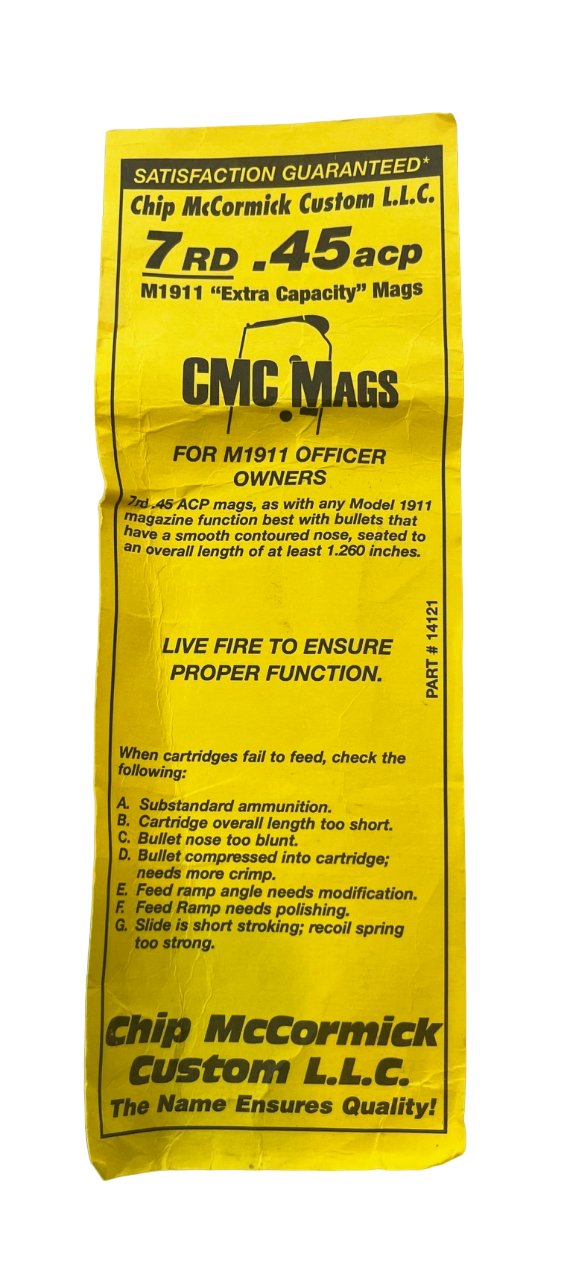 SATISFACTION GUARANTEED*
Chip McCormick Custom L.L.C.
7RD .45acp
M1911 “Extra Capacity” Mags
CMC MAGS
FOR M1911 OFFICER
OWNERS
7rd .45 ACP mags, as with any Model 1911
magazine function best with bullets that
have a smooth contoured nose, seated to
an overall length of at least 1.260 inches.
PART # 14121
LIVE FIRE TO ENSURE
PROPER FUNCTION.
When cartridges fail to feed, check the
following:
A. Substandard ammunition.
B. Cartridge overall length too short.
C. Bullet nose too blunt.
D. Bullet compressed into cartridge;
needs more crimp.
E. Feed ramp angle needs modification.
F. Feed Ramp needs polishing.
G. Slide is short stroking; recoil spring
too strong.
Chip McCormick
Custom L.L.C.
The Name Ensures Quality!